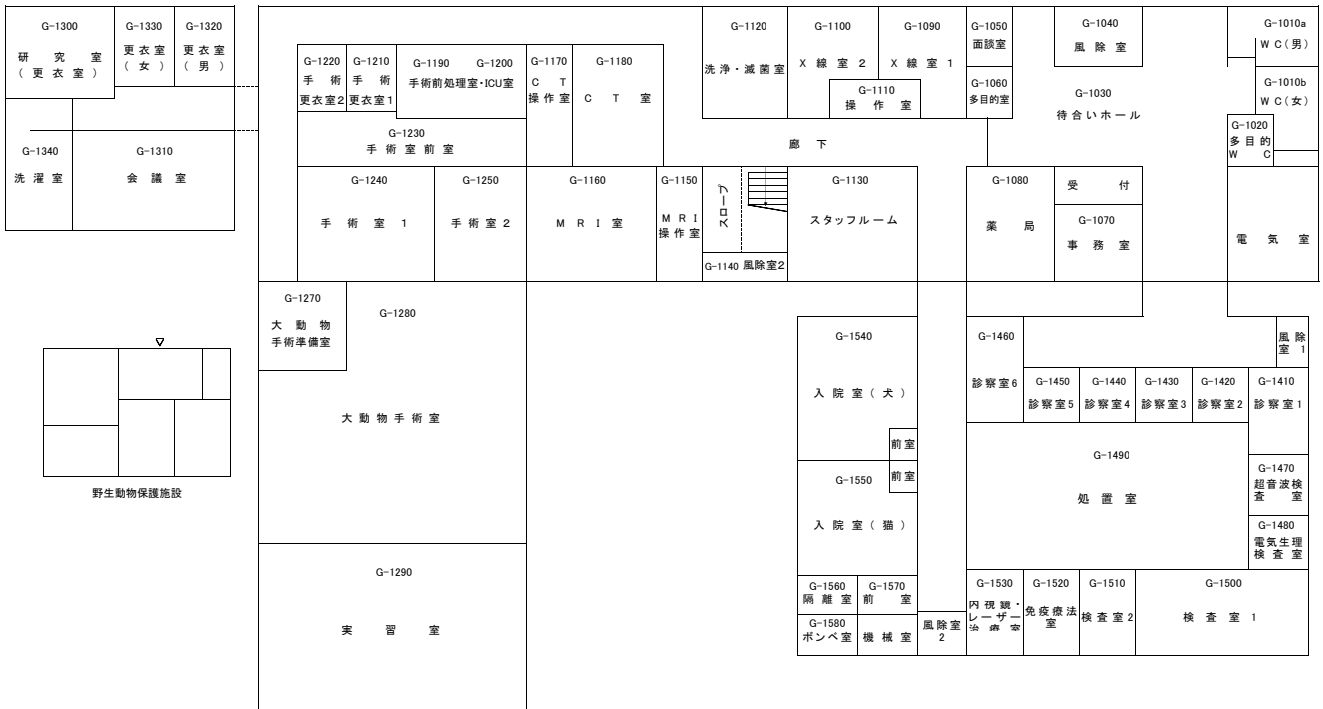 G-1300
研究室
(更衣室)
G-1330
更衣室
(女)
G-1320
更衣室
(男)
G-1340
洗濯室
G-1310
会議室
野生動物保護施設
G-1220
手術
更衣室2
G-1210
手術
更衣室1
G-1190 G-1200
手術前処理室・ICU室
G-1170
CT
操作室
G-1180
CT室
G-1230
手術室前室
G-1240
手術室1
G-1250
手術室2
G-1160
MRI室
G-1150
MRI
操作室
スロープ
G-1140 風除室2
G-1120
洗浄・滅菌室
G-1100
X線室2
G-1090
X線室1
G-1110
操作室
G-1050
面談室
G-1060
多目的室
G-1040
風除室
G-1030
待合いホール
G-1010a
WC(男)
G-1010b
WC(女)
G-1020
多目的
WC
廊下
G-1130
スタッフルーム
G-1080
薬局
受付
G-1070
事務室
電気室
G-1270
大動物
手術準備室
G-1280
大動物手術室
G-1290
実習室
G-1540
入院室(犬)
前室
G-1550
前室
入院室(猫)
G-1560
隔離室
G-1570
前室
G-1580
ボンベ室
機械室
風除室
2
G-1460
診察室6
G-1450
診察室5
G-1440
診察室4
G-1430
診察室3
G-1420
診察室2
G-1410
診察室1
風除
室1
G-1490
処置室
G-1470
超音波検
査室
G-1480
電気生理
検査室
G-1530
内視鏡・
レーザー
治療室
G-1520
免疫療法
室
G-1510
検査室2
G-1500
検査室1